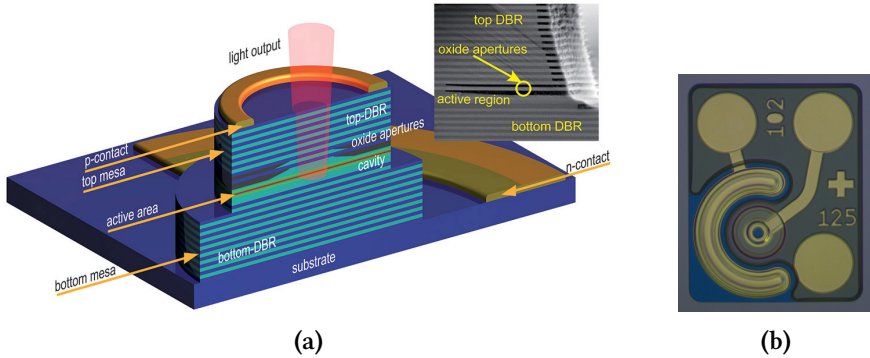 light output
p-contact
top mesa
active area
bottom mesa
top-DBR
oxide apertures
cavity
bottom-DBR
substrate
n-contact
top DBR
oxide apertures
active region
bottom DBR
102
125
(a)
(b)